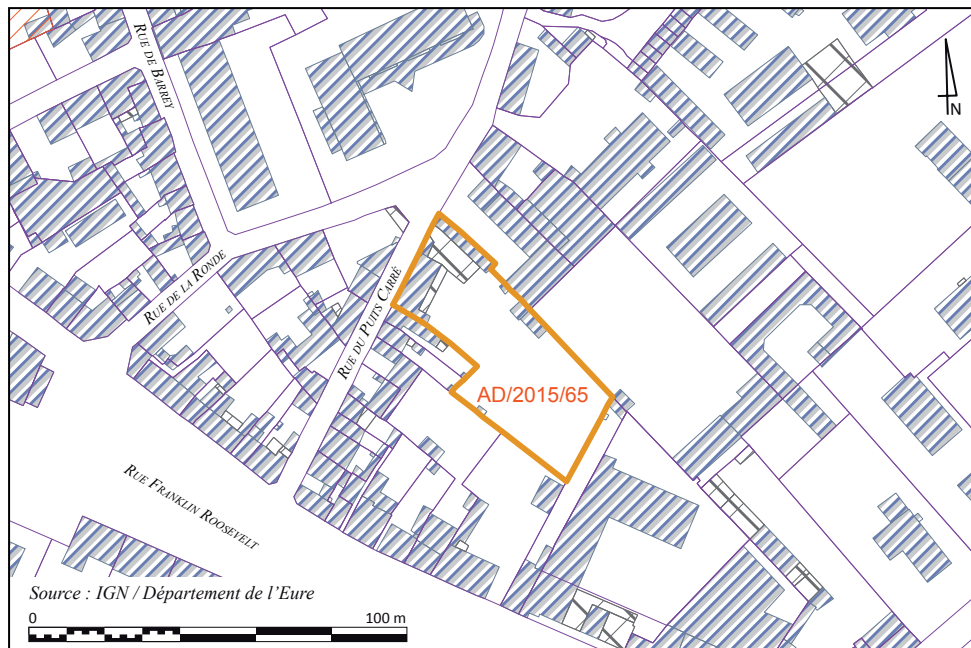 RUE DE BARREY
N
RUE DE LA RONDE
RUE DU PUITS CARRÉ
AD/2015/65
RUE FRANKLIN ROOSEVELT
Source : IGN / Département de l'Eure
0 100 m